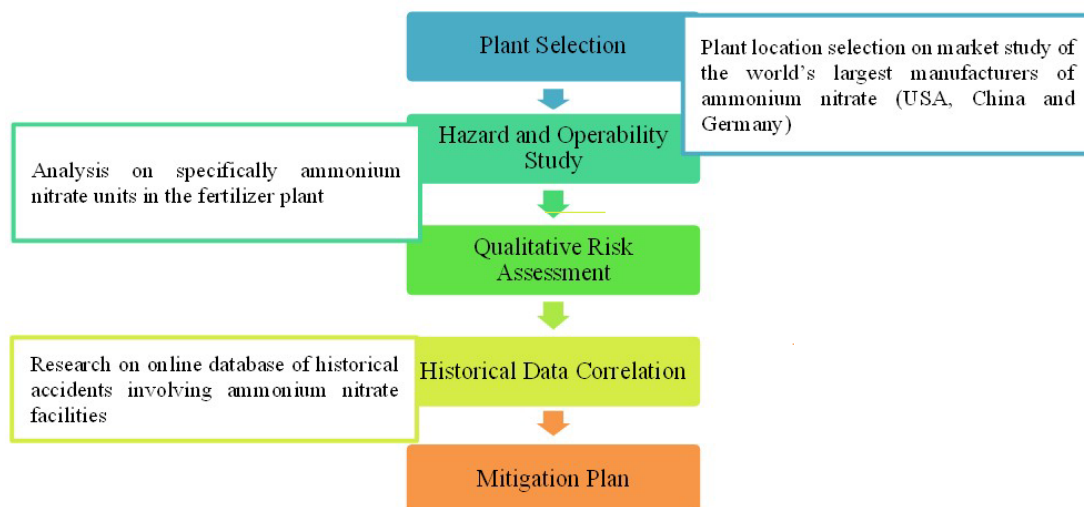 Plant Selection
Plant location selection on market study of
the world's largest manufacturers of
ammonium nitrate (USA, China and
Germany)
Hazard and Operability
Study
Analysis on specifically ammonium
nitrate units in the fertilizer plant
Qualitative Risk
Assessment
Historical Data Correlation
Research on online database of historical
accidents involving ammonium nitrate
facilities
Mitigation Plan